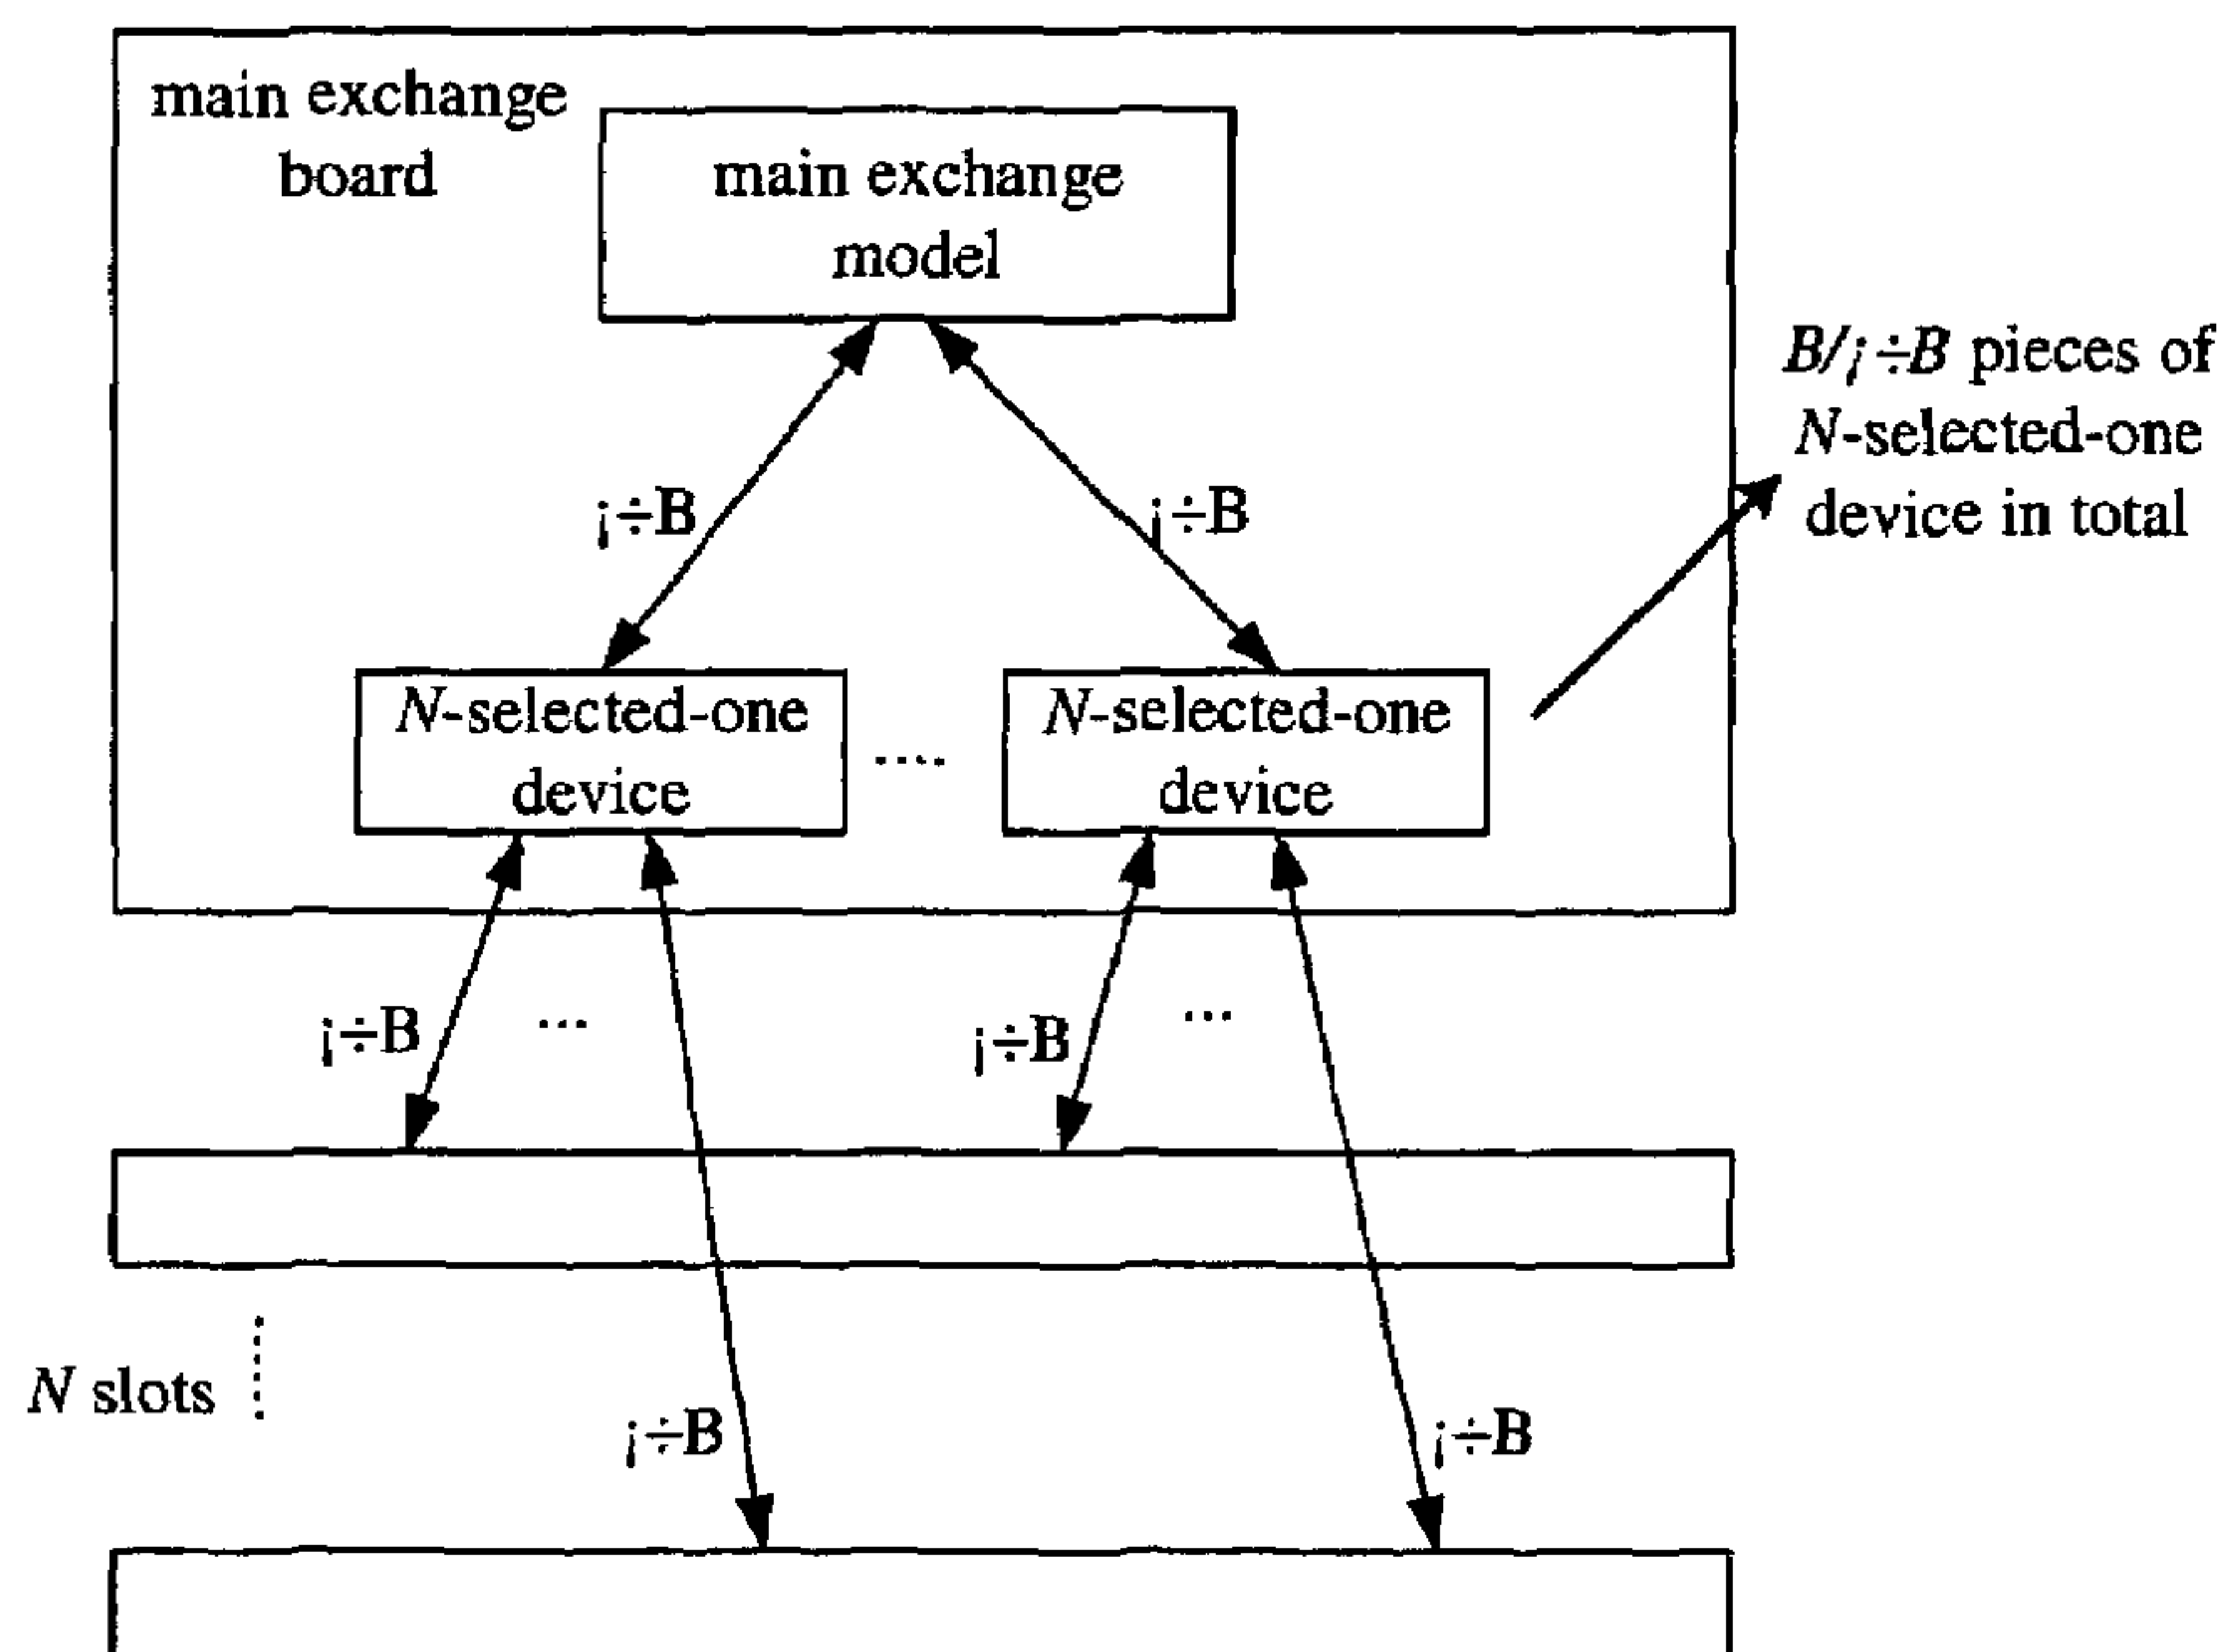 main exchange
board
main exchange
model
B/¡÷B pieces of
N-selected-one
device in total
¡÷B
¡÷B
N-selected-one
device
....
N-selected-one
device
¡÷B
...
¡÷B
...
N slots
¡÷B
¡÷B